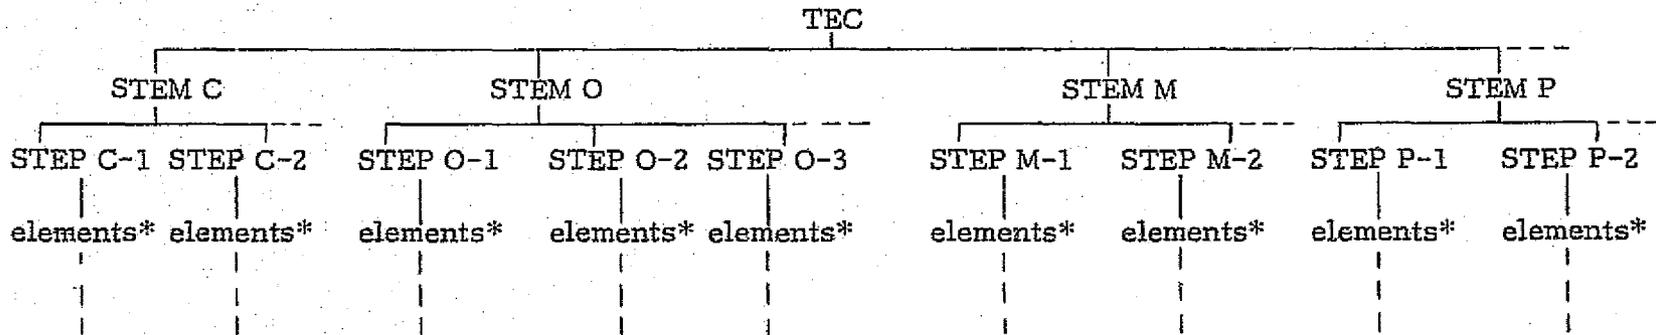 TEC
STEM C STEM O STEM M STEM P
STEP C-1 STEP C-2 STEP O-1 STEP O-2 STEP O-3 STEP M-1 STEP M-2 STEP P-1 STEP P-2
elements* elements* elements* elements* elements* elements* elements* elements* elements*